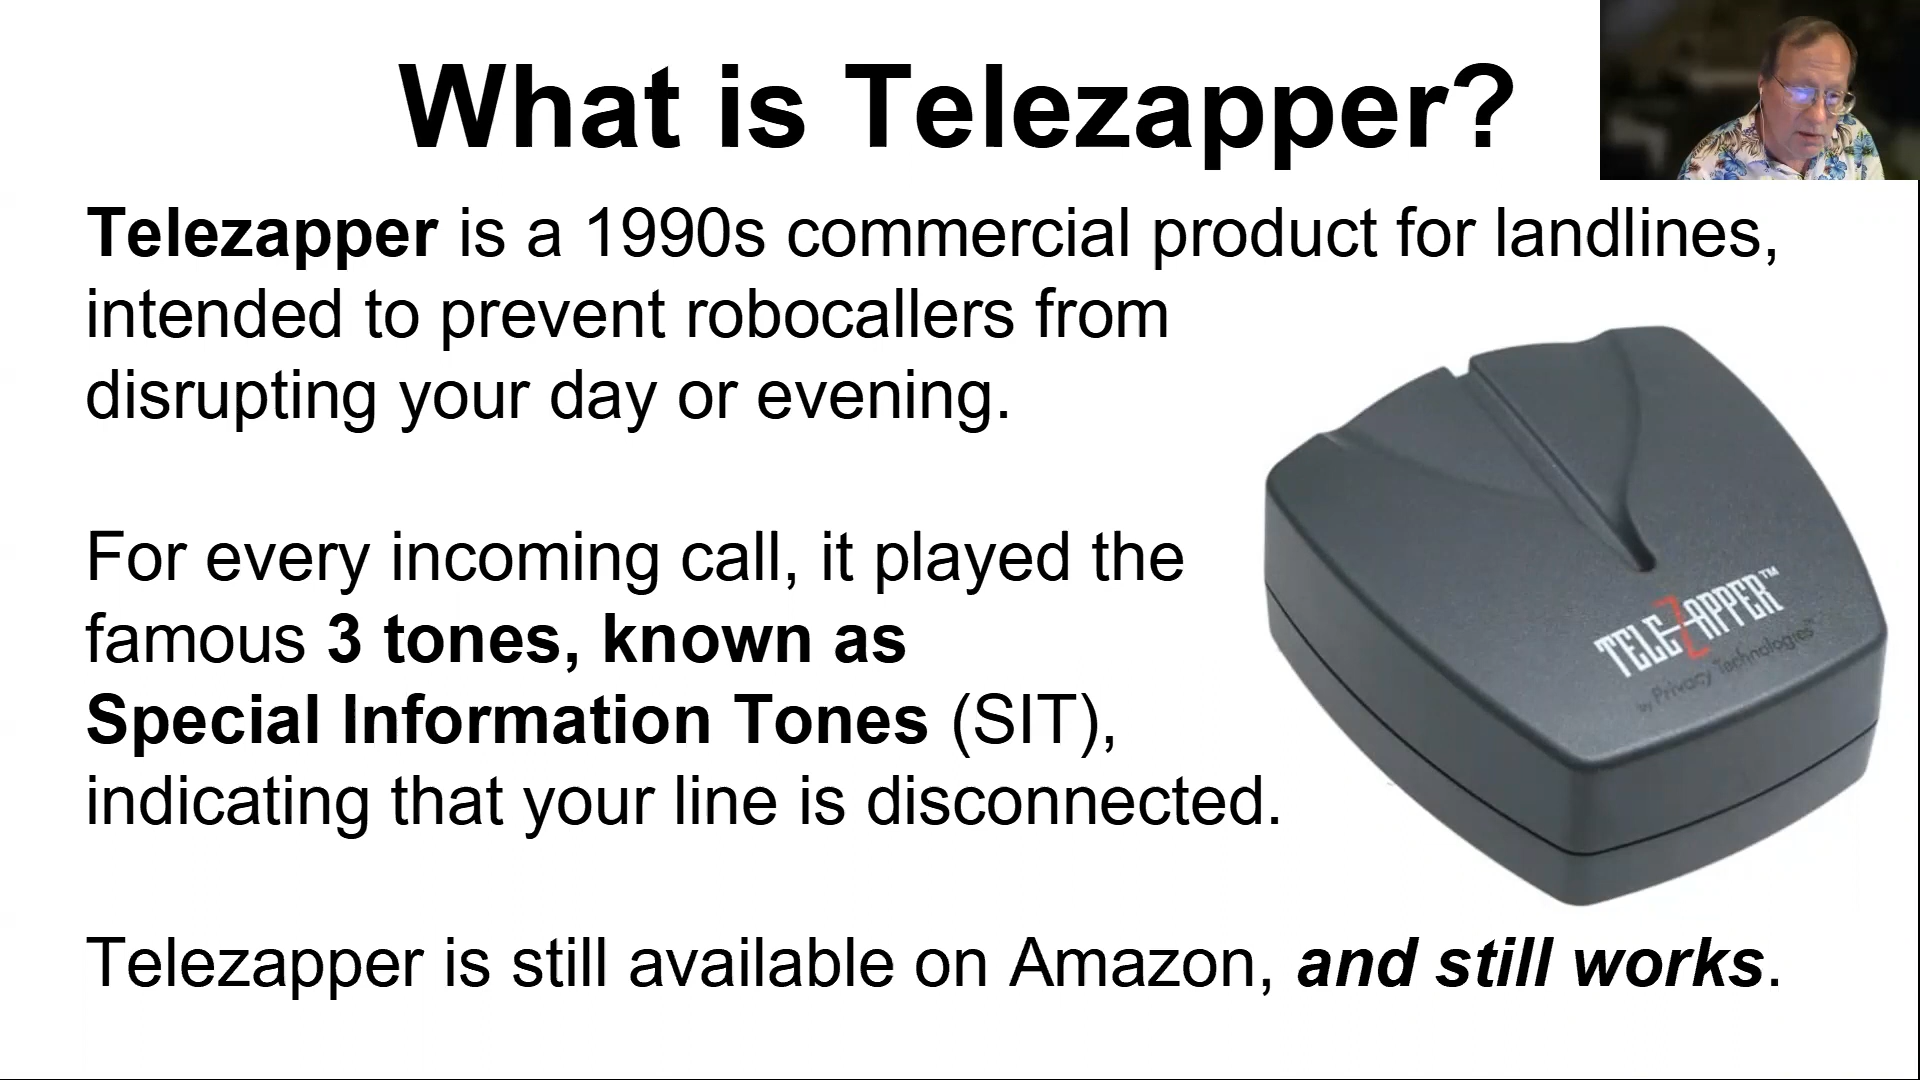 What is Telezapper?
Telezapper is a 1990s commercial product for landlines,
intended to prevent robocallers from
disrupting your day or evening.
For every incoming call, it played the
famous 3 tones, known as
Special Information Tones (SIT),
indicating that your line is disconnected.
TELEZAPPER™
by Privacy Technologies™
Telezapper is still available on Amazon, and still works.